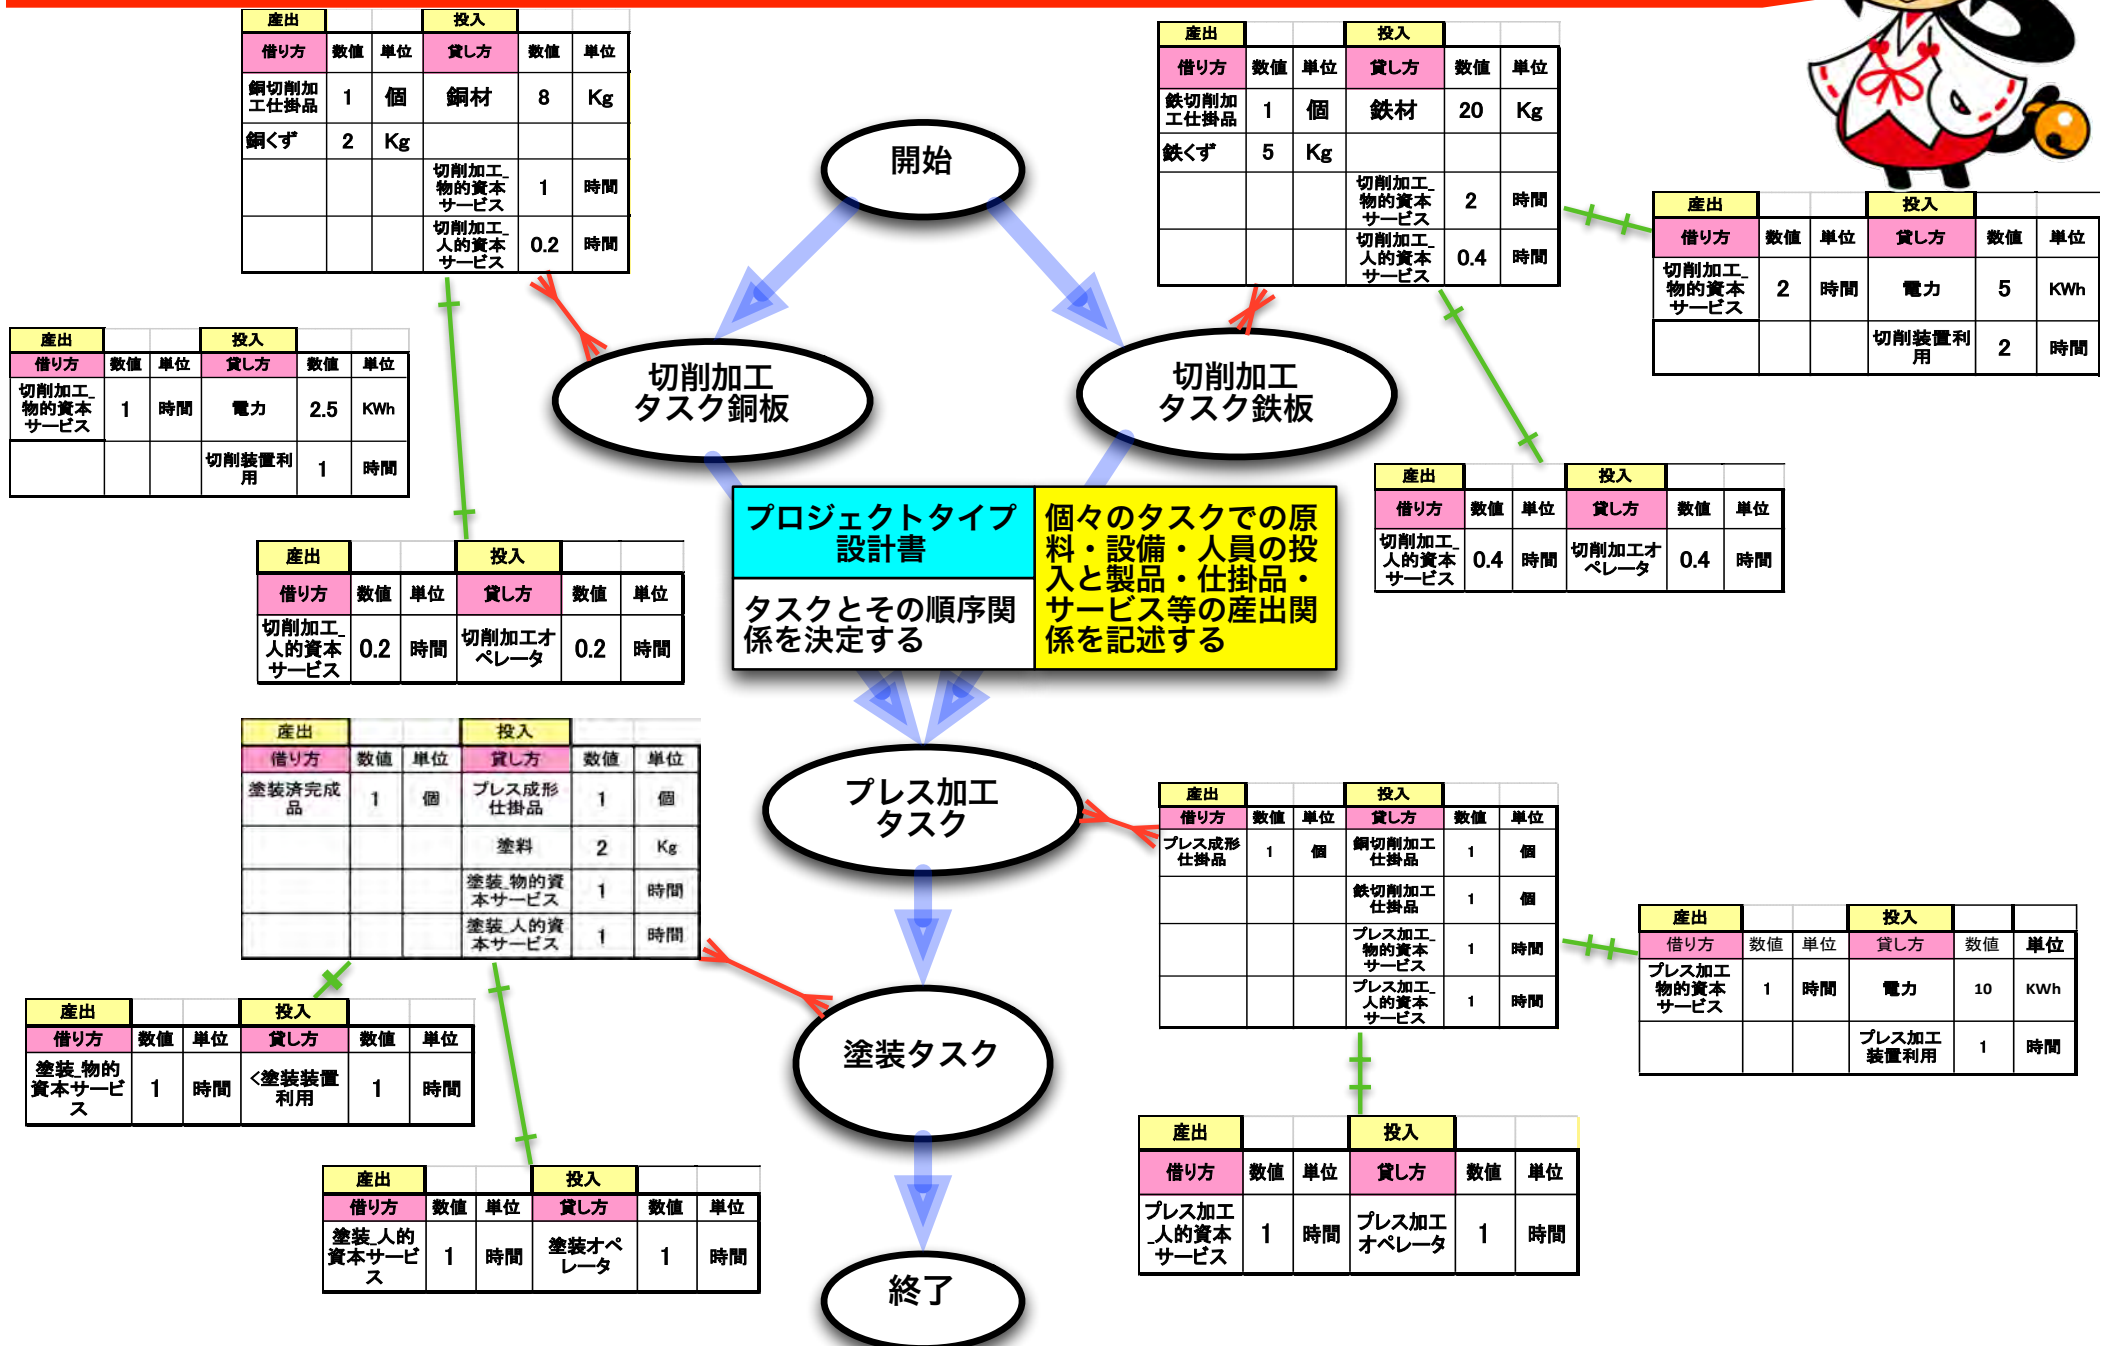 産出 投入
借り方 数値 単位 貸し方 数値 単位
銅切削加
工仕掛品 1 個 銅材 8 Kg
銅くず 2 Kg
切削加工_
物的資本
サービス 1 時間
切削加工_
人的資本
サービス 0.2 時間
産出 投入
借り方 数値 単位 貸し方 数値 単位
鉄切削加
工仕掛品 1 個 鉄材 20 Kg
鉄くず 5 Kg
切削加工_
物的資本
サービス 2 時間
切削加工_
人的資本
サービス 0.4 時間
産出 投入
借り方 数値 単位 貸し方 数値 単位
切削加工_
物的資本
サービス 2 時間 電力 5 KWh
切削装置利
用 2 時間
開始
産出 投入
借り方 数値 単位 貸し方 数値 単位
切削加工_
物的資本
サービス 1 時間 電力 2.5 KWh
切削装置利
用 1 時間
切削加工
タスク銅板
切削加工
タスク鉄板
産出 投入
借り方 数値 単位 貸し方 数値 単位
切削加工_
人的資本
サービス 0.4 時間 切削加工オ
ペレータ 0.4 時間
産出 投入
借り方 数値 単位 貸し方 数値 単位
切削加工_
人的資本
サービス 0.2 時間 切削加工オ
ペレータ 0.2 時間
プロジェクトタイプ
設計書
タスクとその順序関
係を決定する
個々のタスクでの原
料・設備・人員の投
入と製品・仕掛品・
サービス等の産出関
係を記述する
産出 投入
借り方 数値 単位 貸し方 数値 単位
塗装済完成
品 1 個 プレス成形
仕掛品 1 個
塗料 2 Kg
塗装_物的資
本サービス 1 時間
塗装_人的資
本サービス 1 時間
プレス加工
タスク
産出 投入
借り方 数値 単位 貸し方 数値 単位
プレス成形
仕掛品 1 個 銅切削加工
仕掛品 1 個
鉄切削加工
仕掛品 1 個
プレス加工_
物的資本
サービス 1 時間
プレス加工_
人的資本
サービス 1 時間
産出 投入
借り方 数値 単位 貸し方 数値 単位
プレス加工
物的資本
サービス 1 時間 電力 10 KWh
プレス加工
装置利用 1 時間
産出 投入
借り方 数値 単位 貸し方 数値 単位
塗装_物的
資本サービ
ス 1 時間 <塗装装置
利用 1 時間
塗装タスク
産出 投入
借り方 数値 単位 貸し方 数値 単位
プレス加工
_人的資本
サービス 1 時間 プレス加工
オペレータ 1 時間
産出 投入
借り方 数値 単位 貸し方 数値 単位
塗装_人的
資本サービ
ス 1 時間 塗装オペ
レータ 1 時間
終了